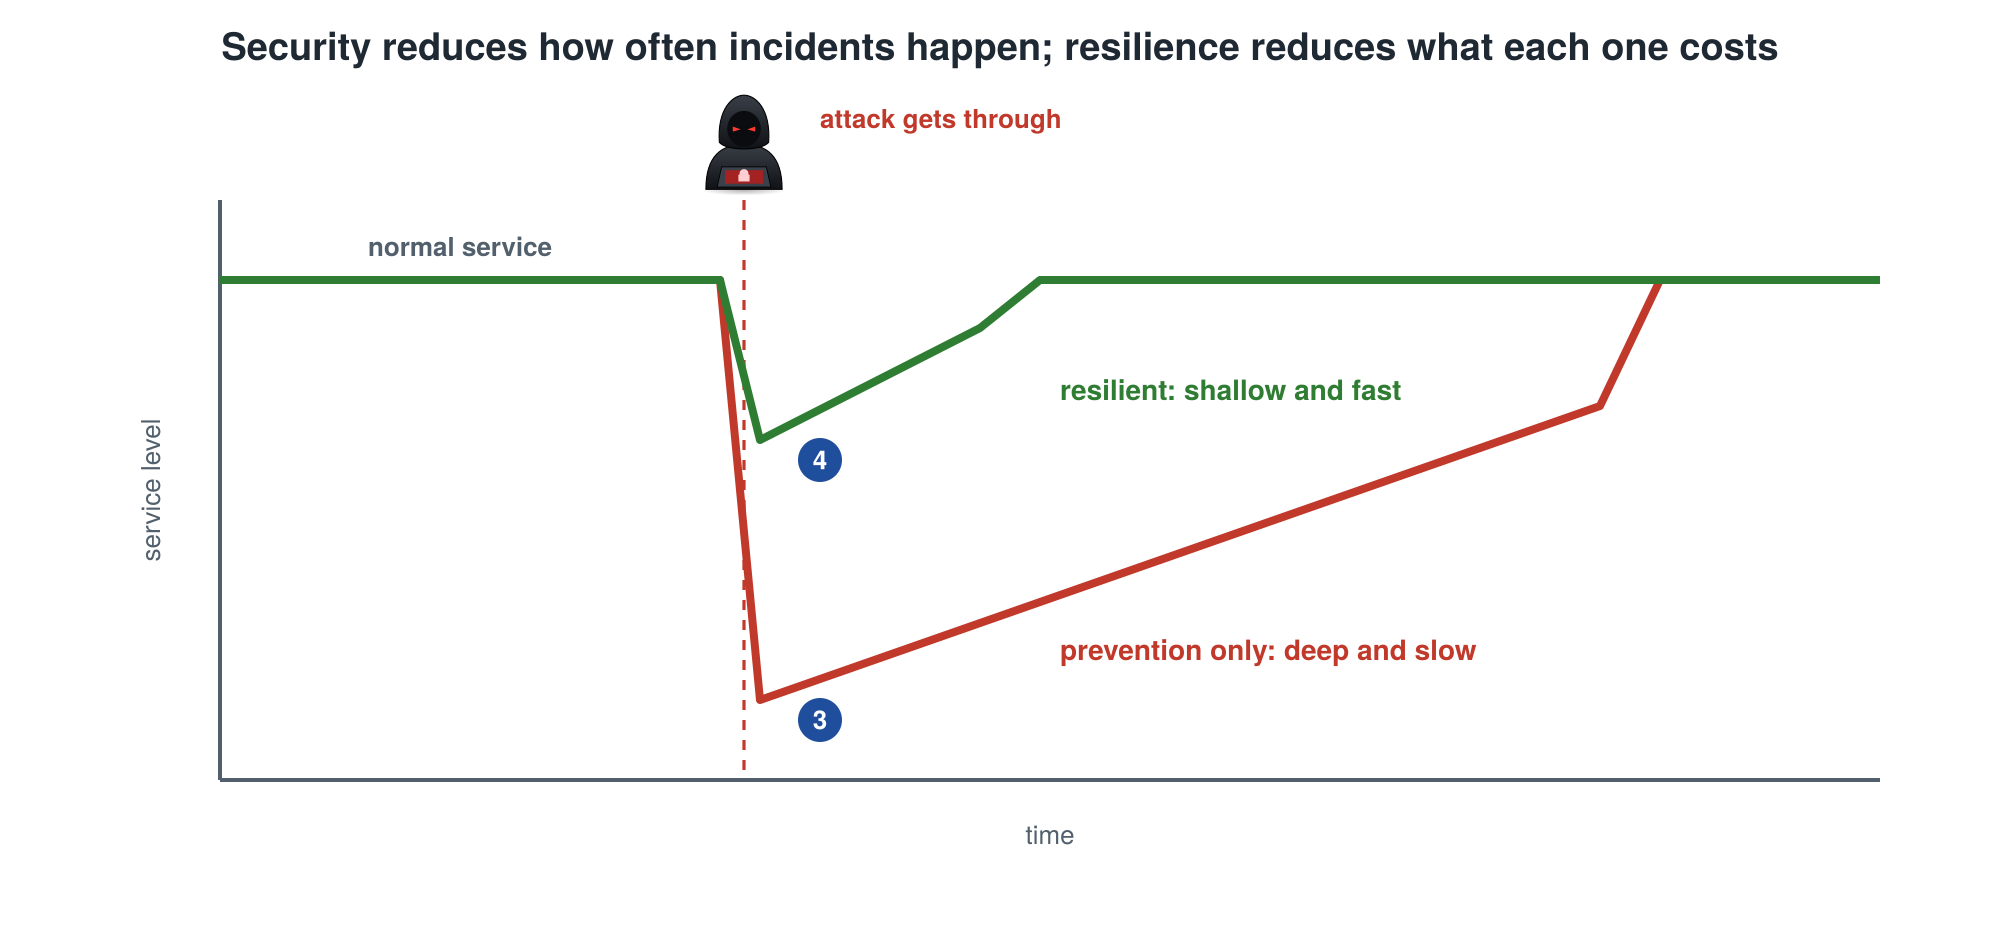 Security reduces how often incidents happen; resilience reduces what each one costs
attack gets through
normal service
resilient: shallow and fast
4
service level
prevention only: deep and slow
3
time